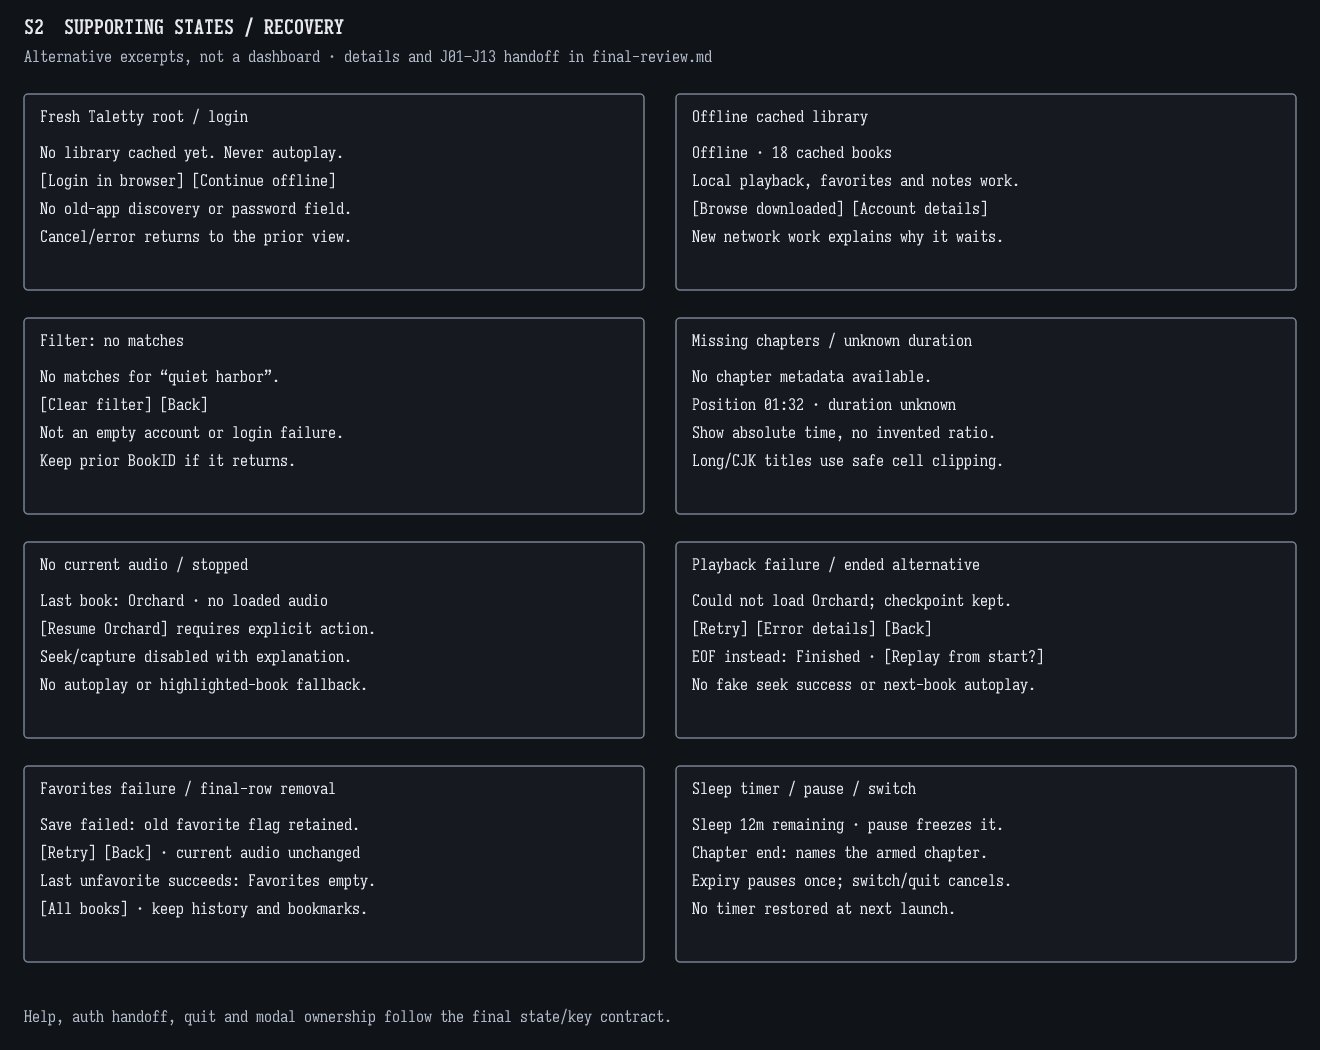 S2  SUPPORTING STATES / RECOVERY
Alternative excerpts, not a dashboard · details and J01–J13 handoff in final-review.md
Fresh Taletty root / login
No library cached yet. Never autoplay.
[Login in browser] [Continue offline]
No old-app discovery or password field.
Cancel/error returns to the prior view.
Offline cached library
Offline · 18 cached books
Local playback, favorites and notes work.
[Browse downloaded] [Account details]
New network work explains why it waits.
Filter: no matches
No matches for “quiet harbor”.
[Clear filter] [Back]
Not an empty account or login failure.
Keep prior BookID if it returns.
Missing chapters / unknown duration
No chapter metadata available.
Position 01:32 · duration unknown
Show absolute time, no invented ratio.
Long/CJK titles use safe cell clipping.
No current audio / stopped
Last book: Orchard · no loaded audio
[Resume Orchard] requires explicit action.
Seek/capture disabled with explanation.
No autoplay or highlighted-book fallback.
Playback failure / ended alternative
Could not load Orchard; checkpoint kept.
[Retry] [Error details] [Back]
EOF instead: Finished · [Replay from start?]
No fake seek success or next-book autoplay.
Favorites failure / final-row removal
Save failed: old favorite flag retained.
[Retry] [Back] · current audio unchanged
Last unfavorite succeeds: Favorites empty.
[All books] · keep history and bookmarks.
Sleep timer / pause / switch
Sleep 12m remaining · pause freezes it.
Chapter end: names the armed chapter.
Expiry pauses once; switch/quit cancels.
No timer restored at next launch.
Help, auth handoff, quit and modal ownership follow the final state/key contract.